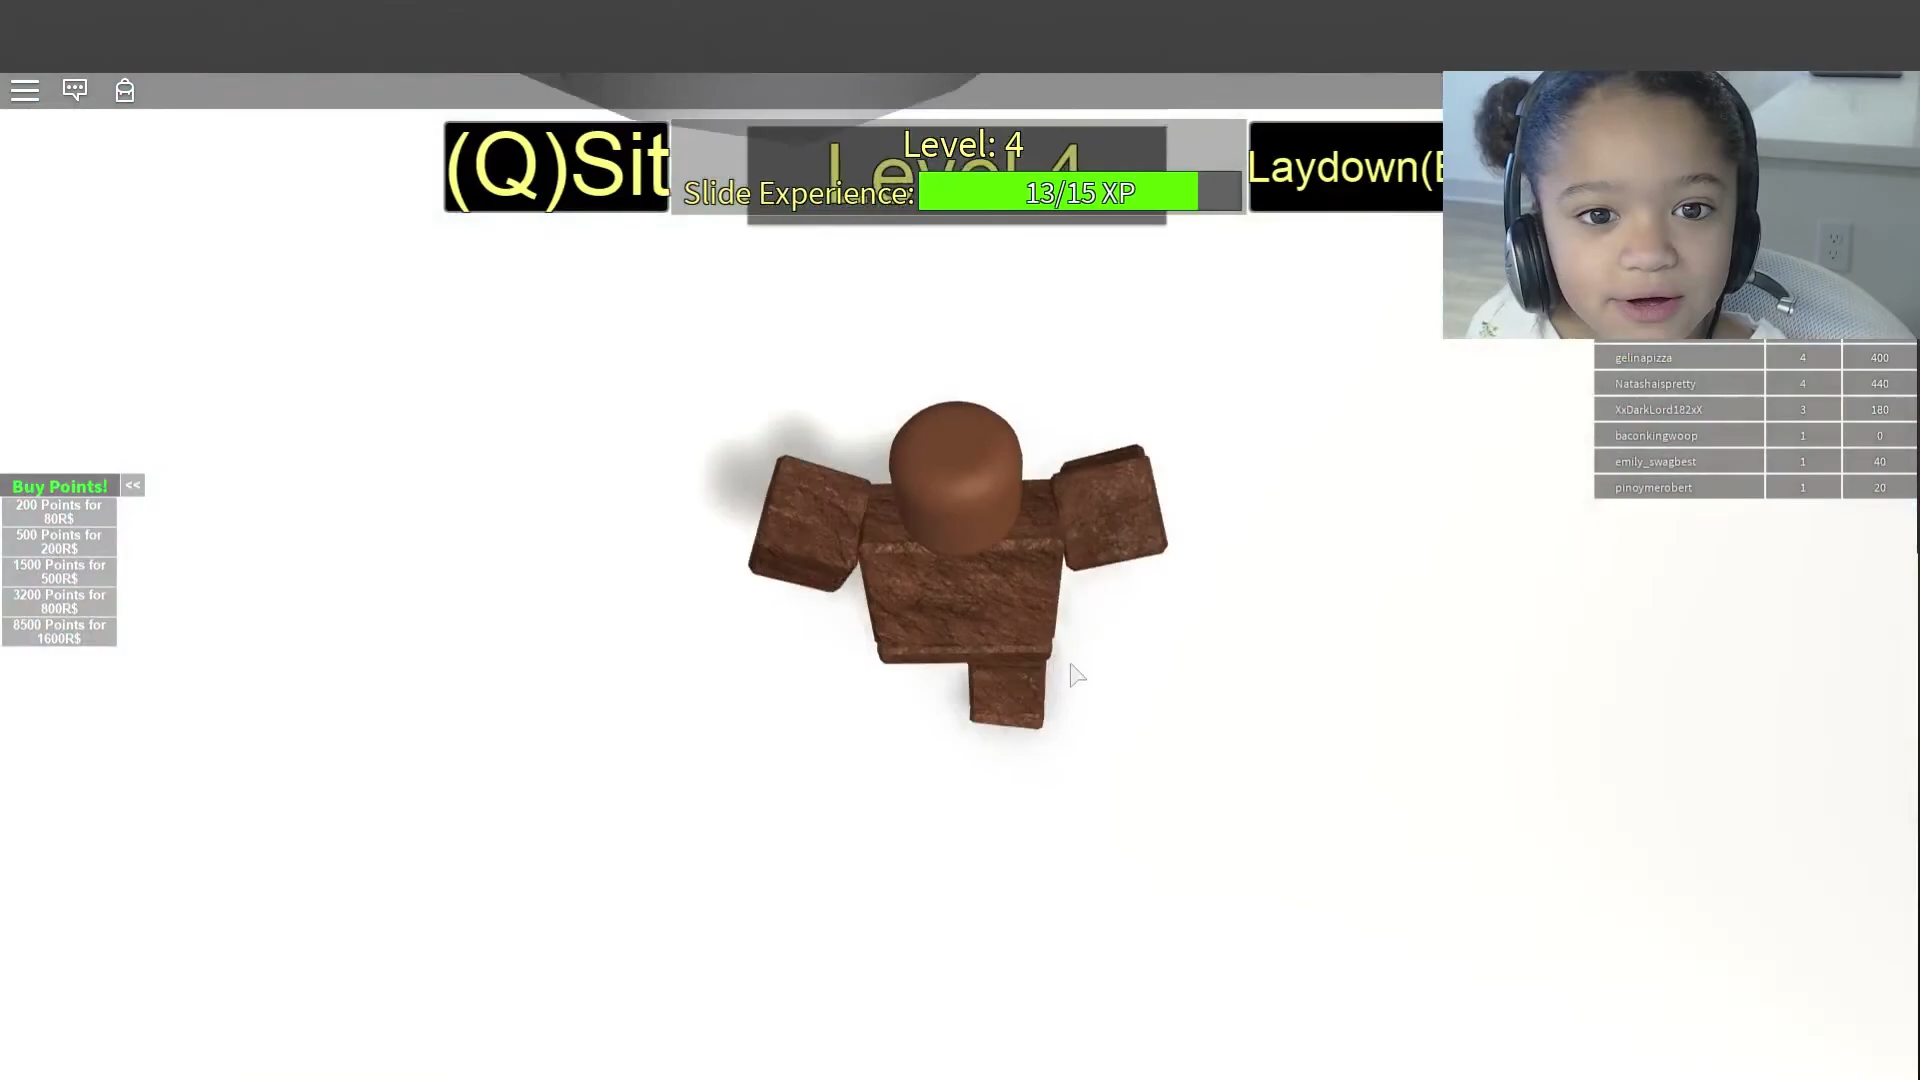 (Q)Sit
Level 4
Level: 4
Slide Experience:
13/15 XP
Laydown(E
gelinapizza 4 400
Natashaispretty 4 440
XxDarkLord182xX 3 180
baconkingwoop 1 0
emily_swagbest 1 40
pinoymerobert 1 20
Buy Points! <<
200 Points for
80R$
500 Points for
200R$
1500 Points for
500R$
3200 Points for
800R$
8500 Points for
1600R$